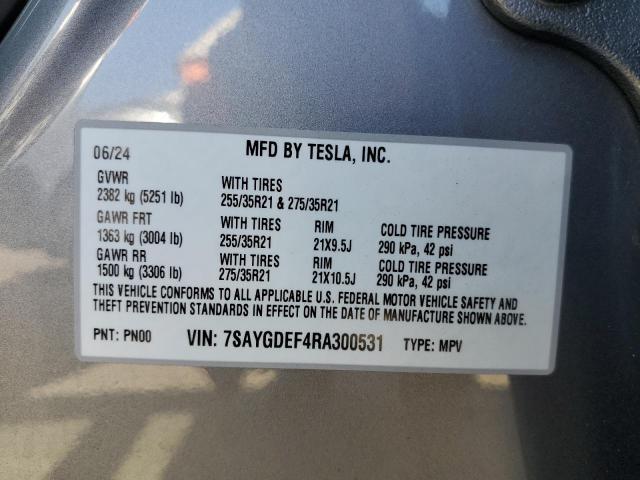 06/24 MFD BY TESLA, INC.
GVWR WITH TIRES
2382 kg (5251 lb) 255/35R21 & 275/35R21
GAWR FRT WITH TIRES RIM COLD TIRE PRESSURE
1363 kg (3004 lb) 255/35R21 21X9.5J 290 kPa, 42 psi
GAWR RR WITH TIRES RIM COLD TIRE PRESSURE
1500 kg (3306 lb) 275/35R21 21X10.5J 290 kPa, 42 psi
THIS VEHICLE CONFORMS TO ALL APPLICABLE U.S. FEDERAL MOTOR VEHICLE SAFETY AND
THEFT PREVENTION STANDARDS IN EFFECT ON THE DATE OF MANUFACTURE SHOWN ABOVE.
PNT: PN00 VIN: 7SAYGDEF4RA300531 TYPE: MPV